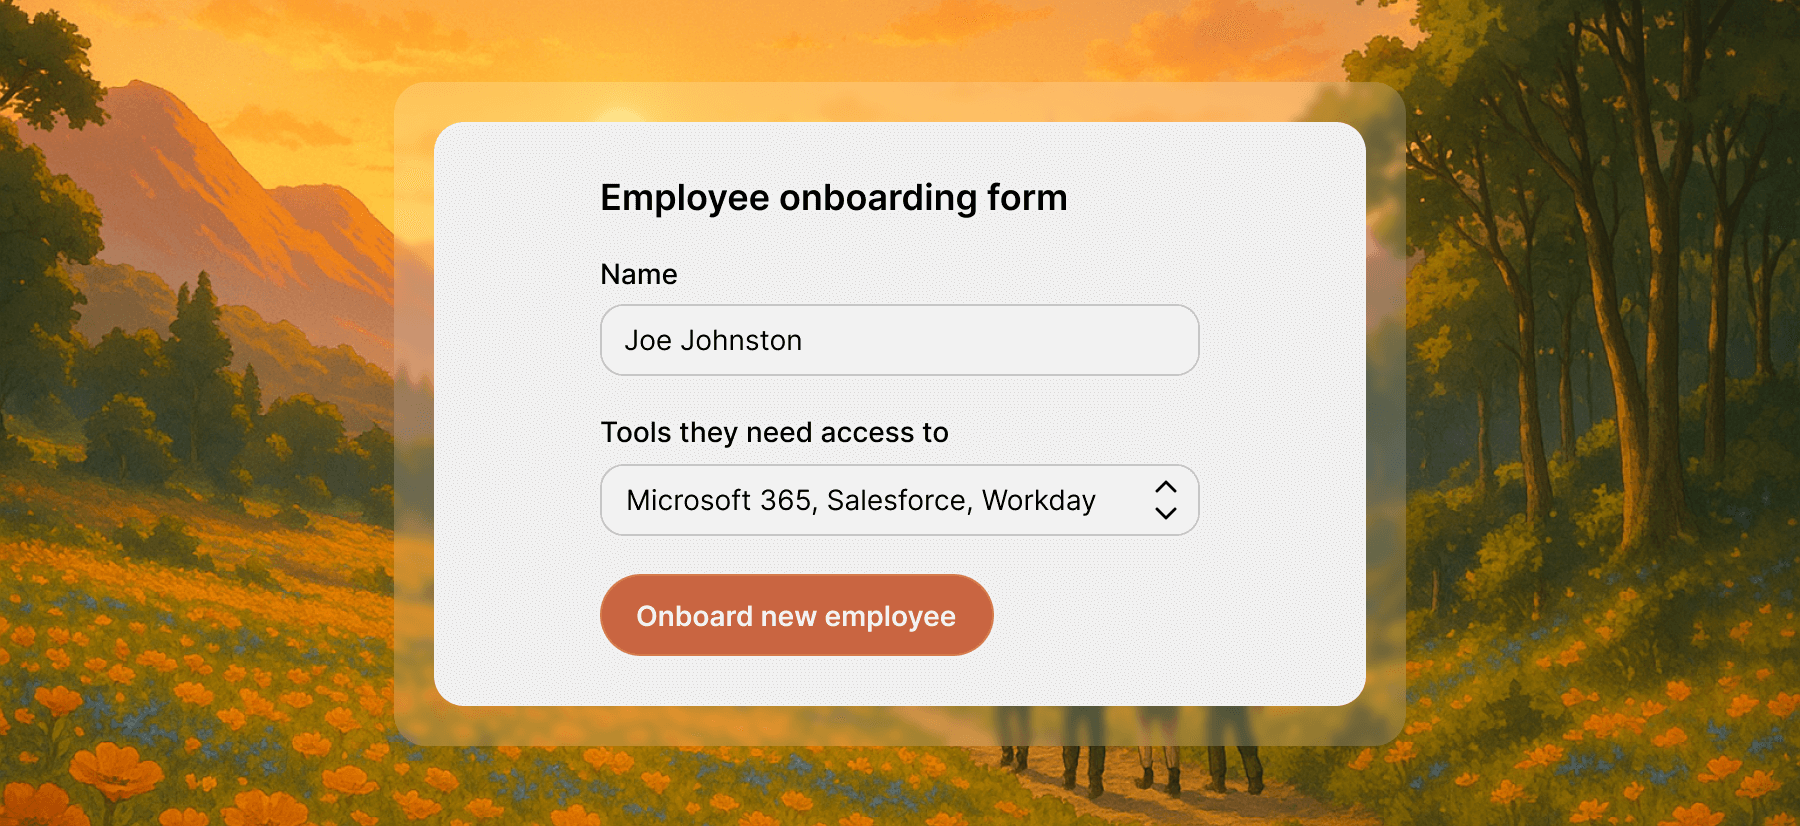 Employee onboarding form
Name
Joe Johnston
Tools they need access to
Microsoft 365, Salesforce, Workday
Onboard new employee